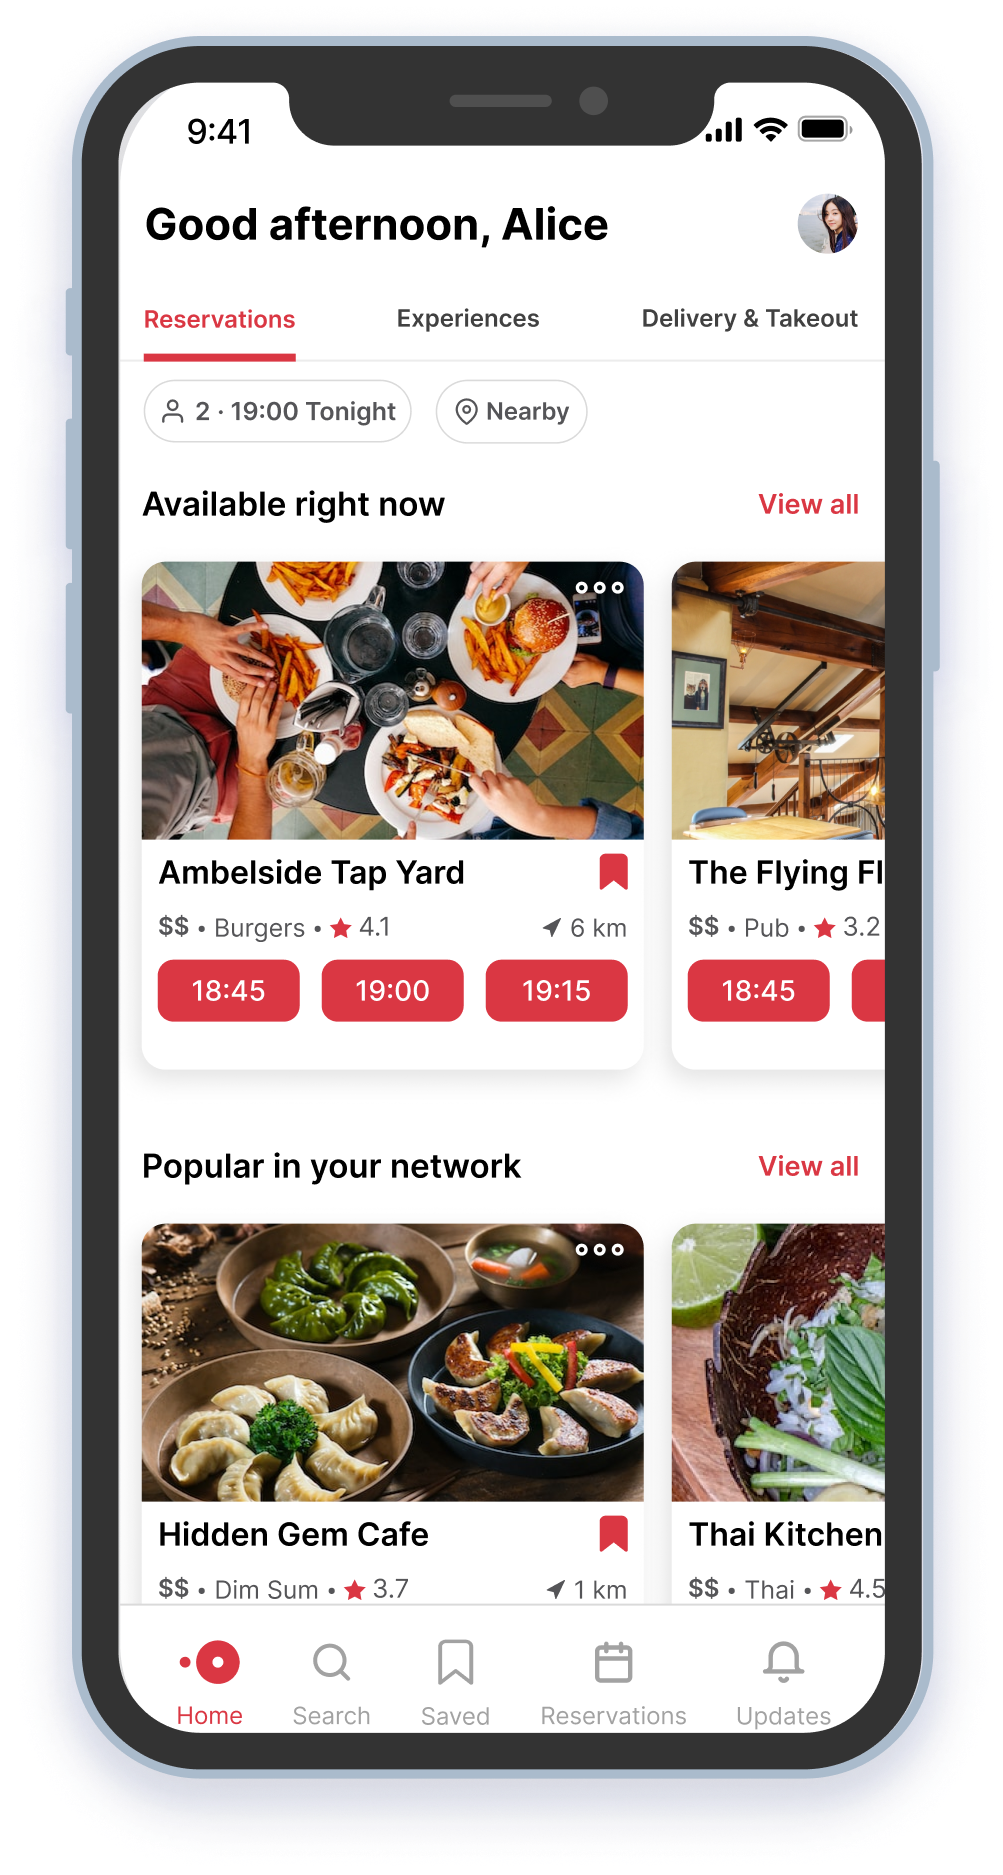 9:41
Good afternoon, Alice
Reservations Experiences Delivery & Takeout
2 · 19:00 Tonight Nearby
Available right now View all
Ambelside Tap Yard
$$ • Burgers • 4.1 6 km
18:45 19:00 19:15
The Flying Fl
$$ • Pub • 3.2
18:45
Popular in your network View all
Hidden Gem Cafe
$$ • Dim Sum • 3.7 1 km
Thai Kitchen
$$ • Thai • 4.5
Home Search Saved Reservations Updates